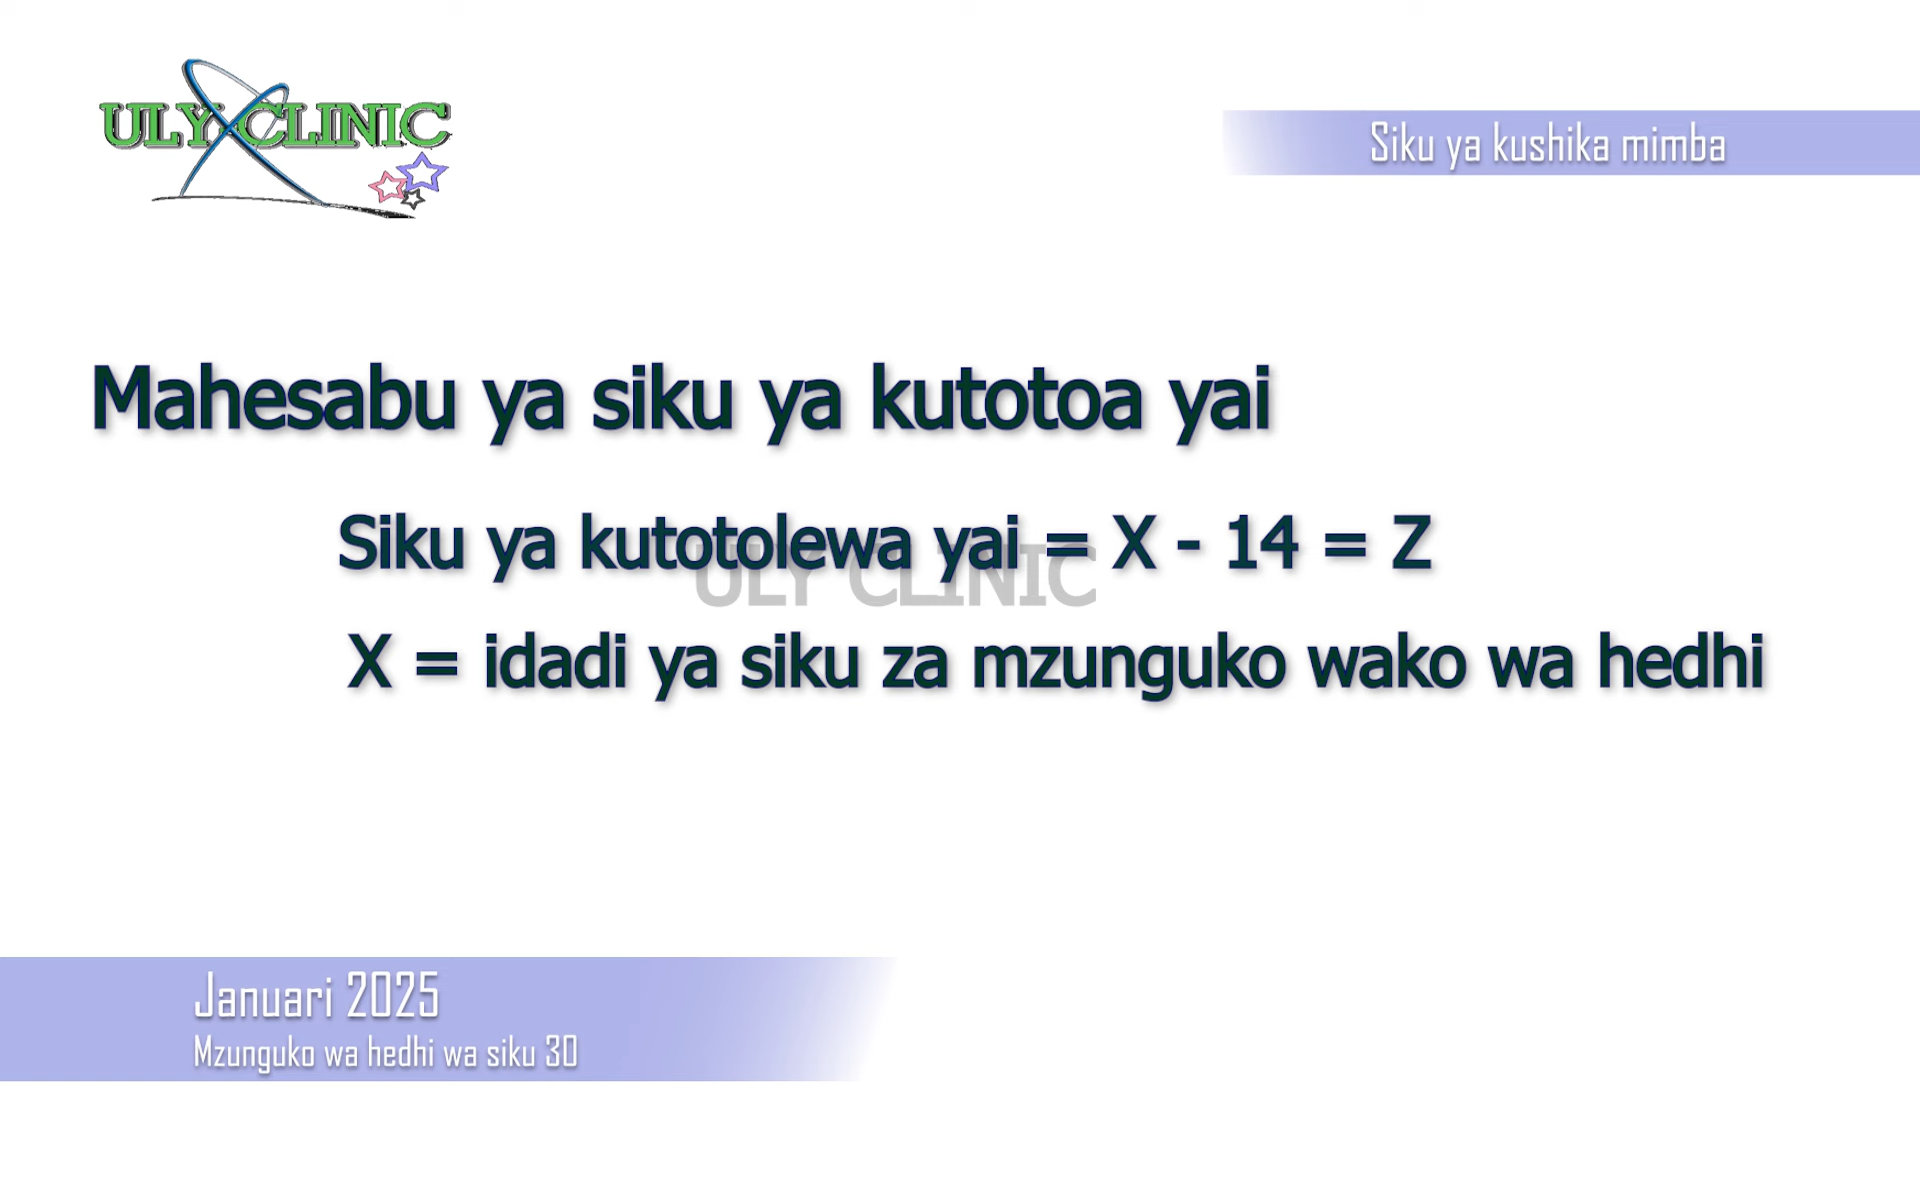 ULY CLINIC
Siku ya kushika mimba
Mahesabu ya siku ya kutotoa yai
Siku ya kutotolewa yai = X - 14 = Z
ULY CLINIC
X = idadi ya siku za mzunguko wako wa hedhi
Januari 2025
Mzunguko wa hedhi wa siku 30